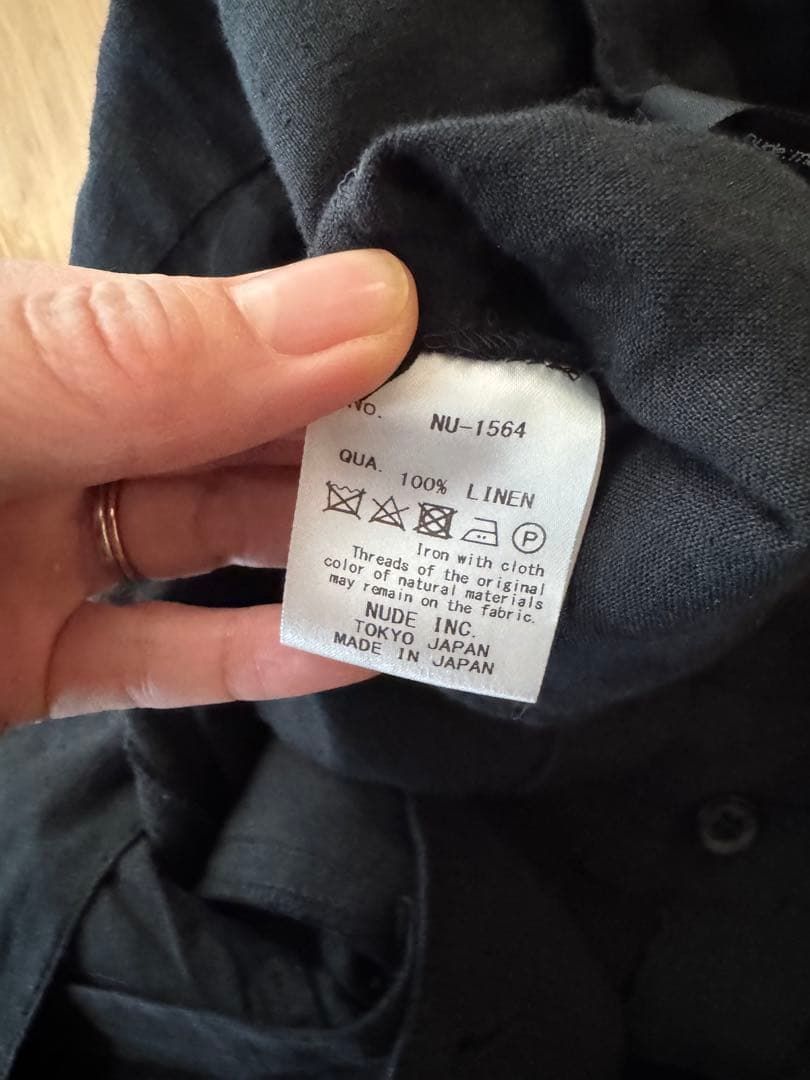 NO. NU-1564
QUA. 100% LINEN
P
Iron with cloth
Threads of the original
color of natural materials
may remain on the fabric.
NUDE INC.
TOKYO JAPAN
MADE IN JAPAN